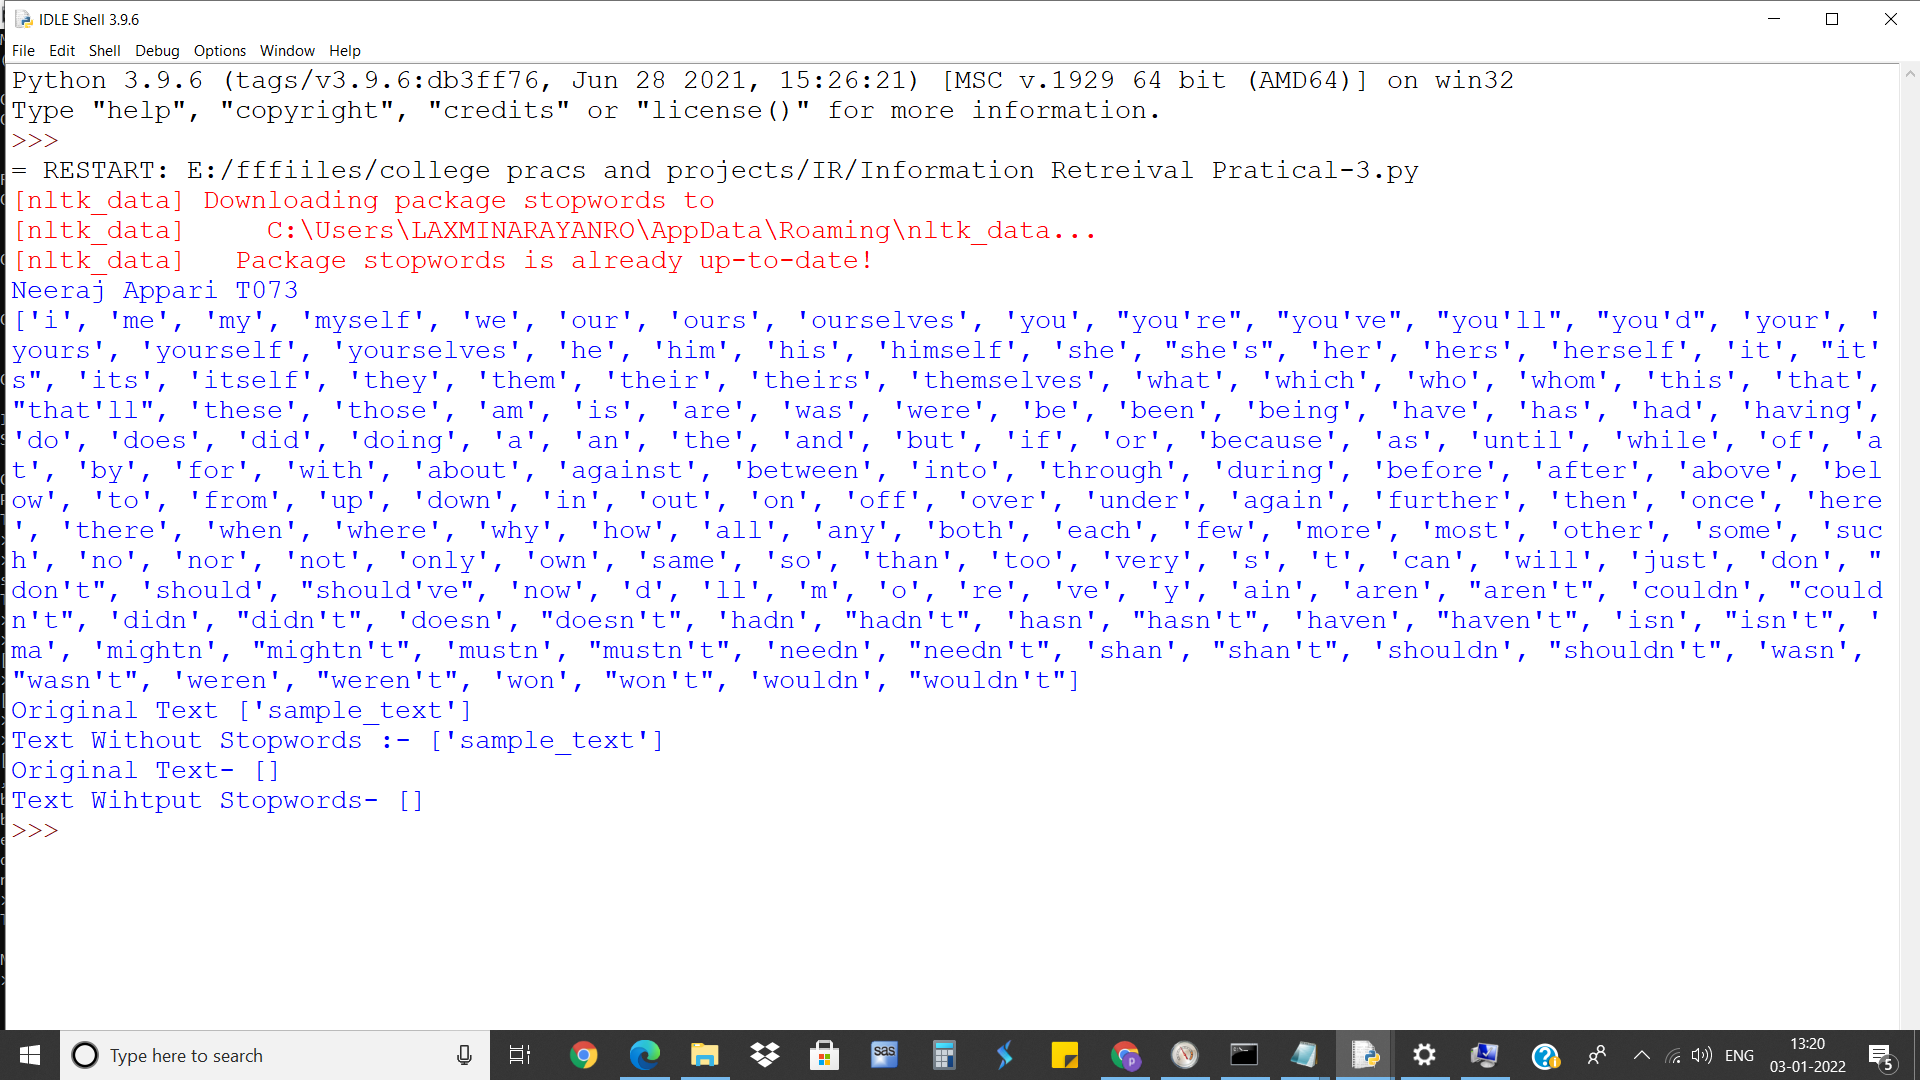 IDLE Shell 3.9.6
File Edit Shell Debug Options Window Help
Python 3.9.6 (tags/v3.9.6:db3ff76, Jun 28 2021, 15:26:21) [MSC v.1929 64 bit (AMD64)] on win32
Type "help", "copyright", "credits" or "license()" for more information.
>>>
= RESTART: E:/fffiiles/college pracs and projects/IR/Information Retreival Pratical-3.py
[nltk_data] Downloading package stopwords to
[nltk_data]     C:\Users\LAXMINARAYANRO\AppData\Roaming\nltk_data...
[nltk_data]   Package stopwords is already up-to-date!
Neeraj Appari T073
['i', 'me', 'my', 'myself', 'we', 'our', 'ours', 'ourselves', 'you', "you're", "you've", "you'll", "you'd", 'your', '
yours', 'yourself', 'yourselves', 'he', 'him', 'his', 'himself', 'she', "she's", 'her', 'hers', 'herself', 'it', "it'
s", 'its', 'itself', 'they', 'them', 'their', 'theirs', 'themselves', 'what', 'which', 'who', 'whom', 'this', 'that',
"that'll", 'these', 'those', 'am', 'is', 'are', 'was', 'were', 'be', 'been', 'being', 'have', 'has', 'had', 'having',
'do', 'does', 'did', 'doing', 'a', 'an', 'the', 'and', 'but', 'if', 'or', 'because', 'as', 'until', 'while', 'of', 'a
t', 'by', 'for', 'with', 'about', 'against', 'between', 'into', 'through', 'during', 'before', 'after', 'above', 'bel
ow', 'to', 'from', 'up', 'down', 'in', 'out', 'on', 'off', 'over', 'under', 'again', 'further', 'then', 'once', 'here
', 'there', 'when', 'where', 'why', 'how', 'all', 'any', 'both', 'each', 'few', 'more', 'most', 'other', 'some', 'suc
h', 'no', 'nor', 'not', 'only', 'own', 'same', 'so', 'than', 'too', 'very', 's', 't', 'can', 'will', 'just', 'don', "
don't", 'should', "should've", 'now', 'd', 'll', 'm', 'o', 're', 've', 'y', 'ain', 'aren', "aren't", 'couldn', "could
n't", 'didn', "didn't", 'doesn', "doesn't", 'hadn', "hadn't", 'hasn', "hasn't", 'haven', "haven't", 'isn', "isn't", '
ma', 'mightn', "mightn't", 'mustn', "mustn't", 'needn', "needn't", 'shan', "shan't", 'shouldn', "shouldn't", 'wasn',
"wasn't", 'weren', "weren't", 'won', "won't", 'wouldn', "wouldn't"]
Original Text ['sample_text']
Text Without Stopwords :- ['sample_text']
Original Text- []
Text Wihtput Stopwords- []
>>>
Type here to search
sas
p
ENG
13:20
03-01-2022
5